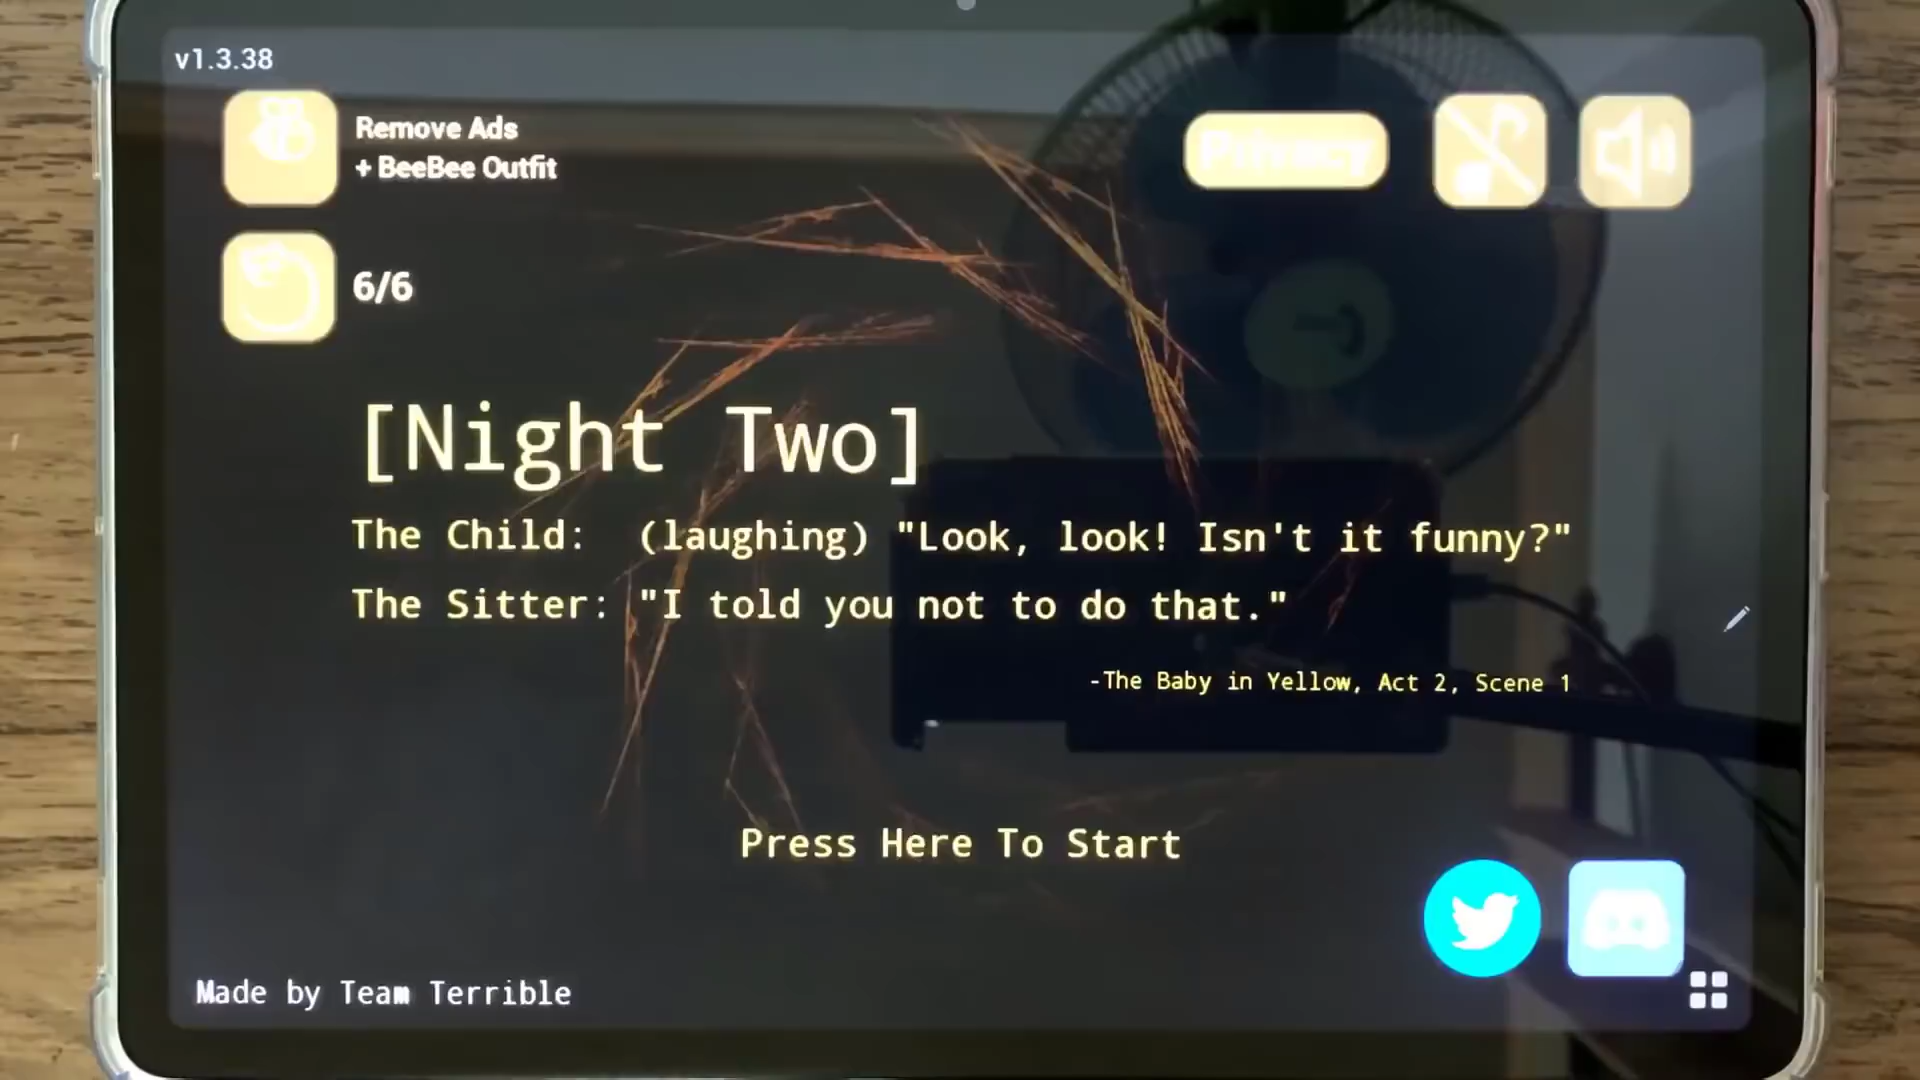 v1.3.38
Remove Ads
+ BeeBee Outfit
Privacy
6/6
[Night Two]
The Child: (laughing) "Look, look! Isn't it funny?"
The Sitter: "I told you not to do that."
-The Baby in Yellow, Act 2, Scene 1
Press Here To Start
Made by Team Terrible